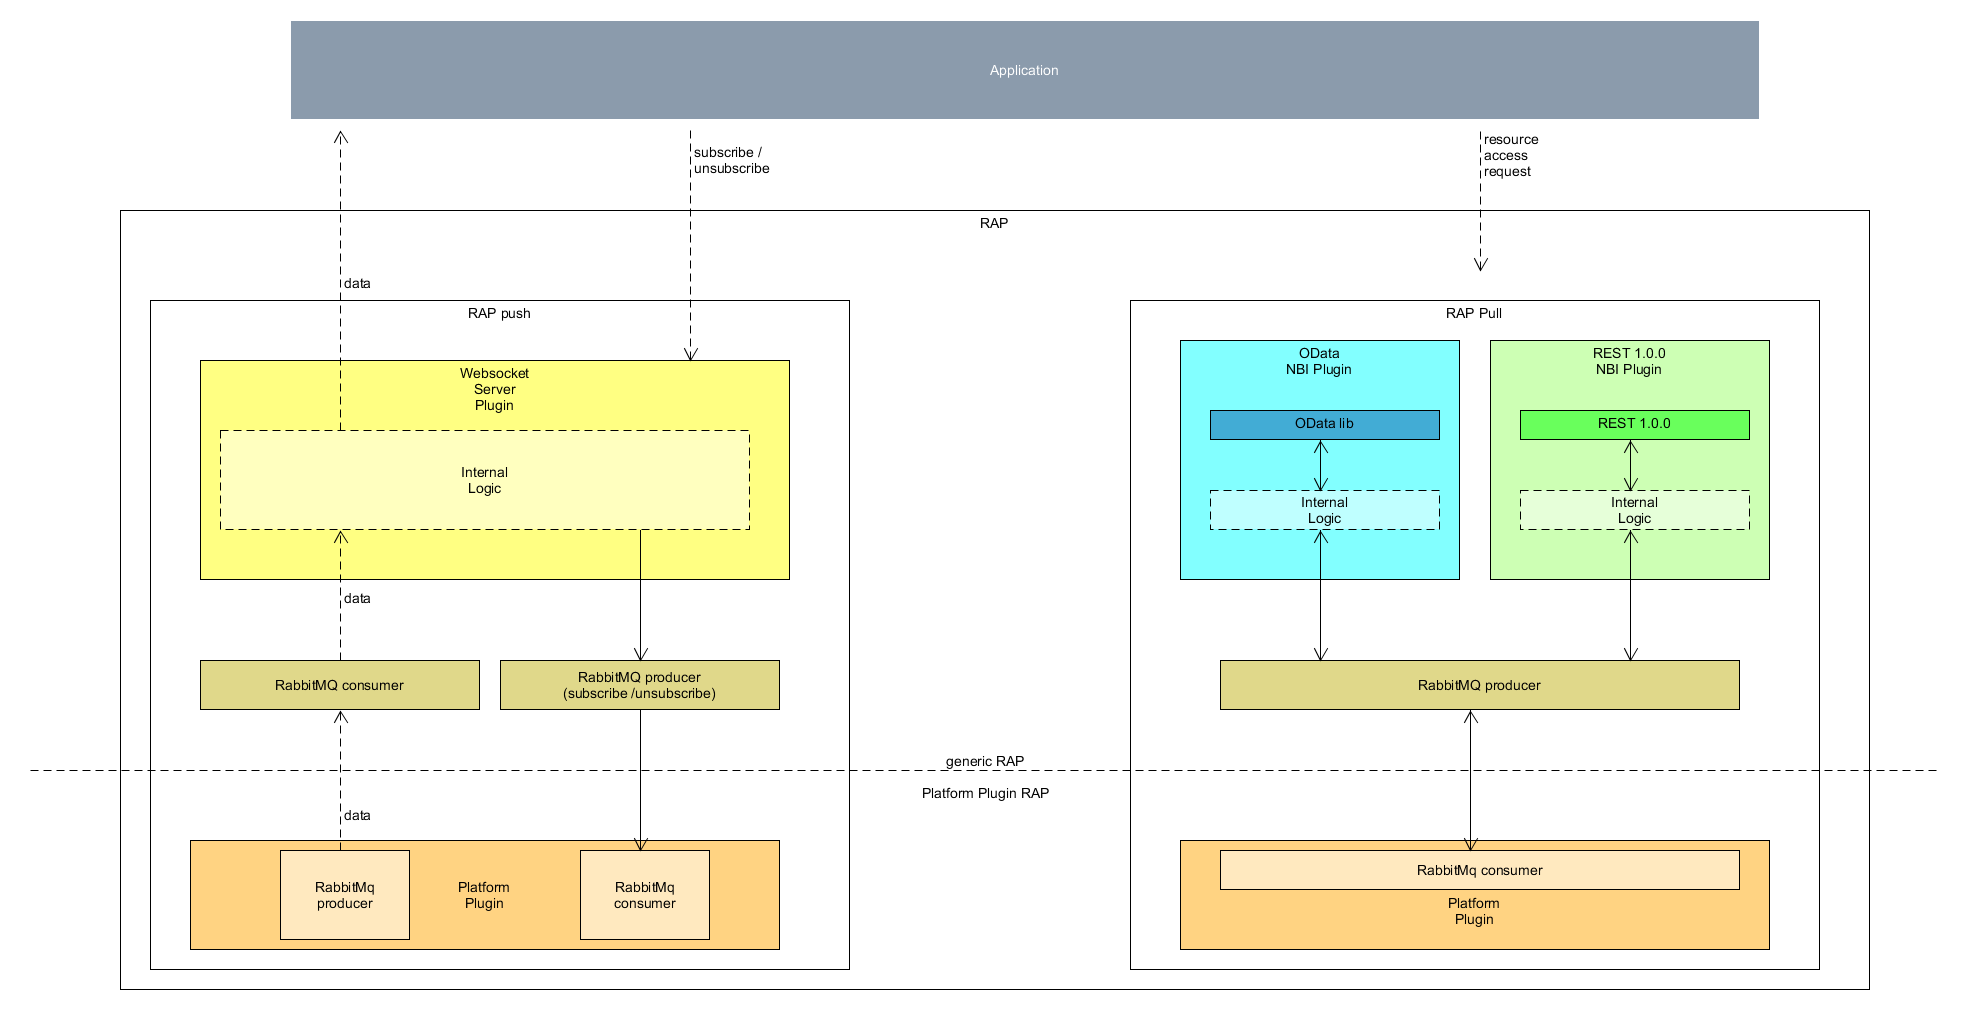 Application
subscribe /
unsubscribe
resource
access
request
RAP
data
RAP push
RAP Pull
Websocket
Server
Plugin
OData
NBI Plugin
REST 1.0.0
NBI Plugin
OData lib
REST 1.0.0
Internal
Logic
Internal
Logic
Internal
Logic
data
RabbitMQ consumer
RabbitMQ producer
(subscribe /unsubscribe)
RabbitMQ producer
generic RAP
Platform Plugin RAP
data
RabbitMq
producer
Platform
Plugin
RabbitMq
consumer
RabbitMq consumer
Platform
Plugin